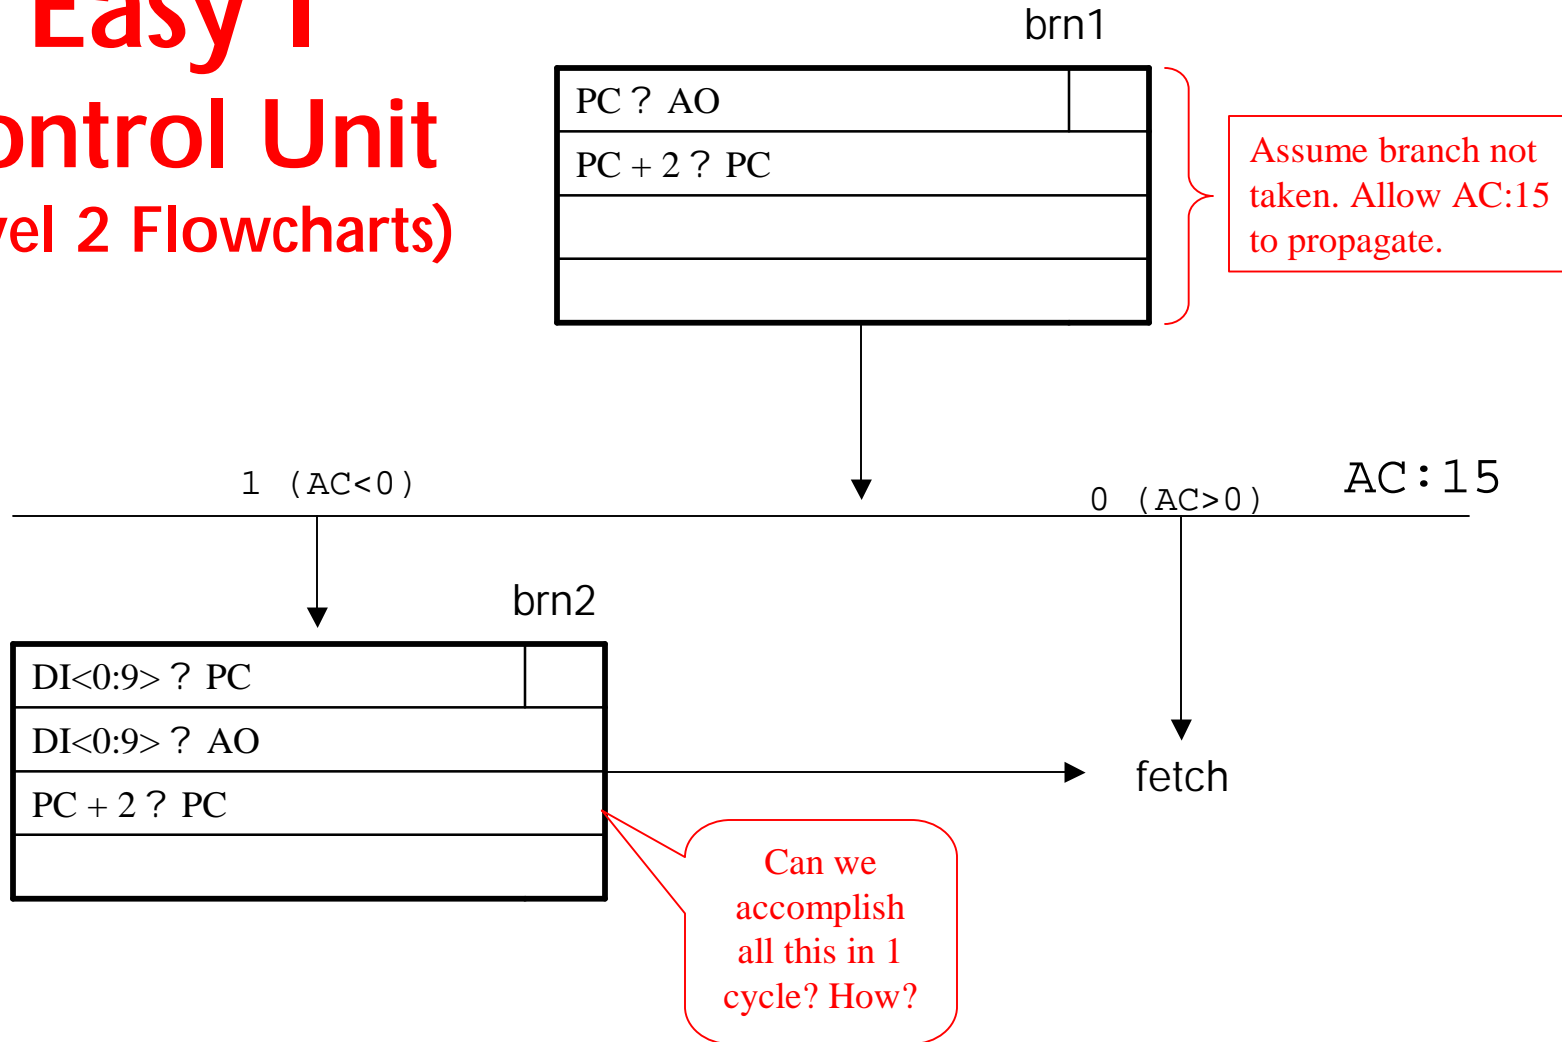 Easy I
ontrol Unit
vel 2 Flowcharts)
brn1
PC ? AO
PC + 2 ? PC
Assume branch not
taken. Allow AC:15
to propagate.
1 (AC<0)
0 (AC>0)
AC:15
brn2
DI<0:9> ? PC
DI<0:9> ? AO
PC + 2 ? PC
fetch
Can we
accomplish
all this in 1
cycle? How?